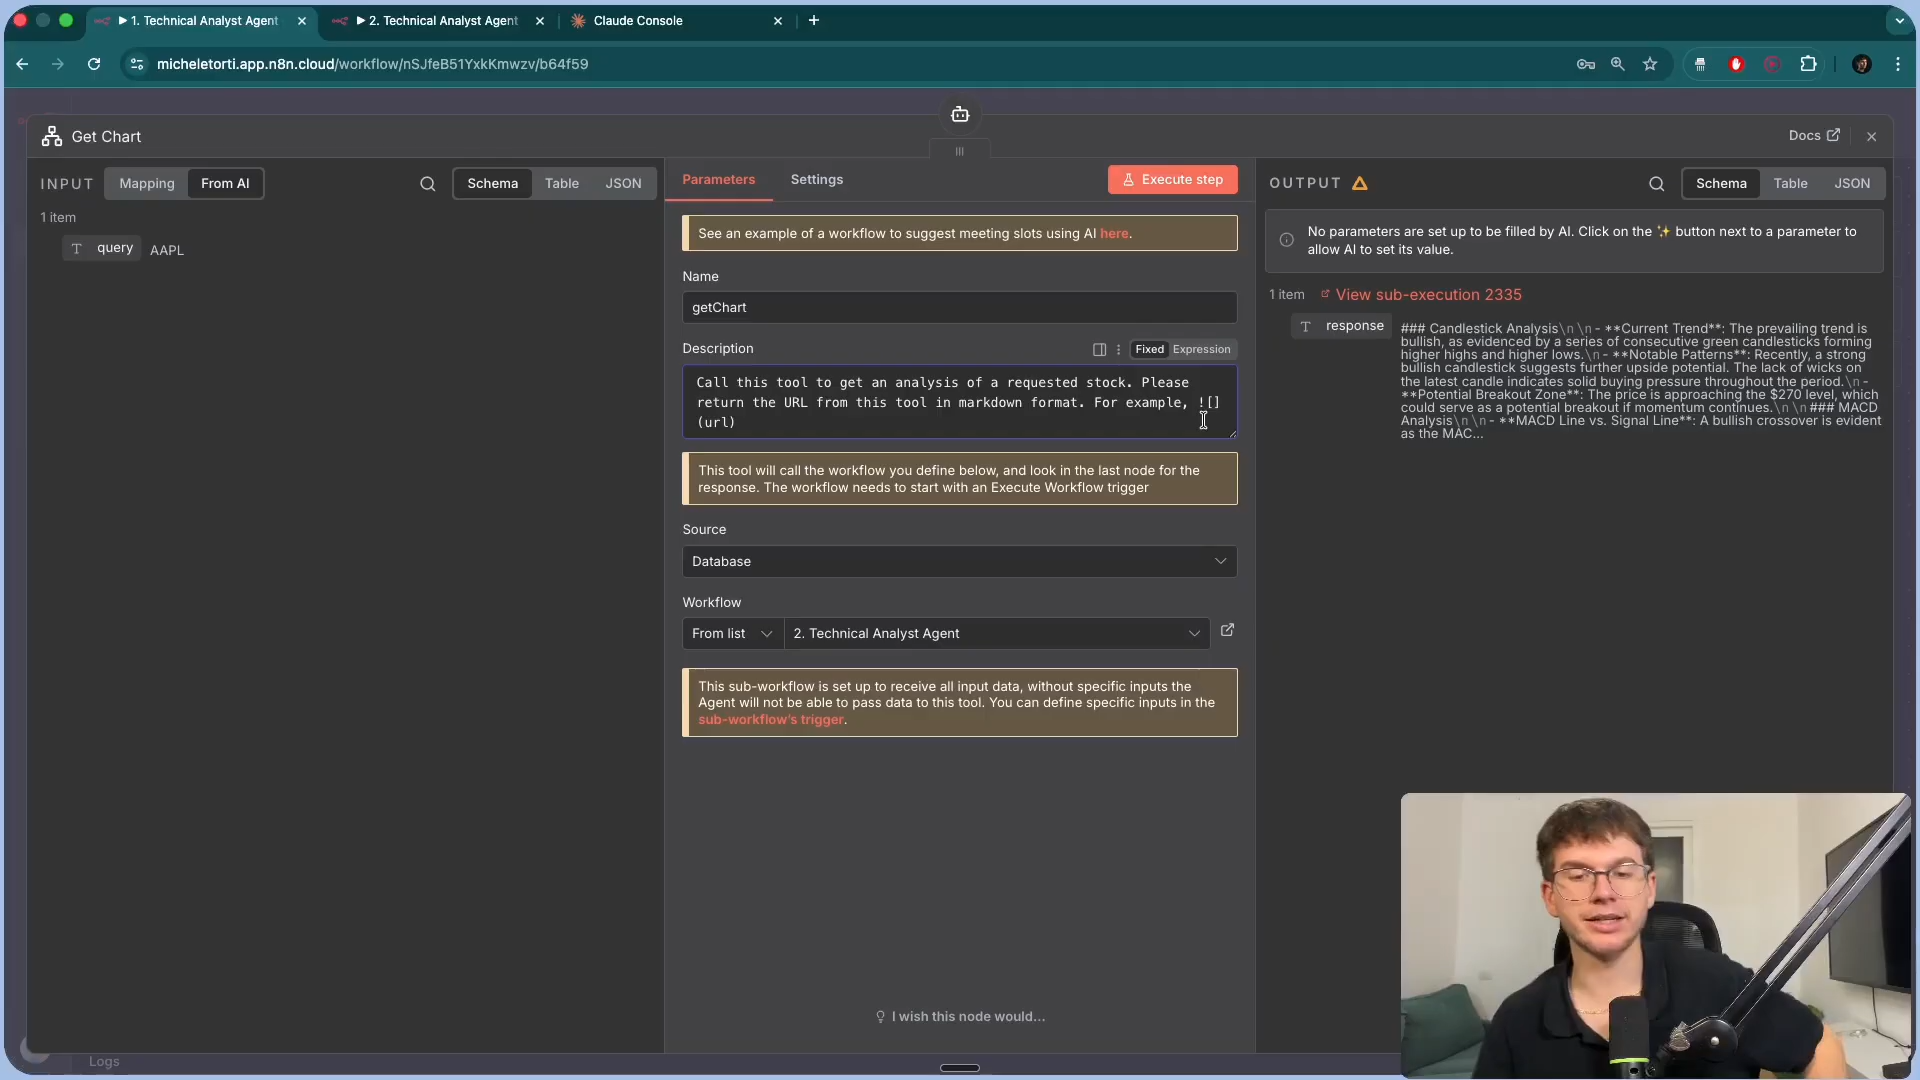 1. Technical Analyst Agent
2. Technical Analyst Agent
Claude Console
micheletorti.app.n8n.cloud/workflow/nSJfeB51YxkKmwzv/b64f59
Get Chart
Docs
INPUT
Mapping
From AI
Schema
Table
JSON
1 item
T query AAPL
Parameters
Settings
Execute step
See an example of a workflow to suggest meeting slots using AI here.
Name
getChart
Description
Fixed
Expression
Call this tool to get an analysis of a requested stock. Please
return the URL from this tool in markdown format. For example, ![]
(url)
This tool will call the workflow you define below, and look in the last node for the
response. The workflow needs to start with an Execute Workflow trigger
Source
Database
Workflow
From list
2. Technical Analyst Agent
This sub-workflow is set up to receive all input data, without specific inputs the
Agent will not be able to pass data to this tool. You can define specific inputs in the
sub-workflow's trigger.
I wish this node would...
OUTPUT
Schema
Table
JSON
No parameters are set up to be filled by AI. Click on the ✨ button next to a parameter to
allow AI to set its value.
1 item
View sub-execution 2335
T response
### Candlestick Analysis\n \n - **Current Trend**: The prevailing trend is
bullish, as evidenced by a series of consecutive green candlesticks forming
higher highs and higher lows.\n - **Notable Patterns**: Recently, a strong
bullish candlestick suggests further upside potential. The lack of wicks on
the latest candle indicates solid buying pressure throughout the period.\n -
**Potential Breakout Zone**: The price is approaching the $270 level, which
could serve as a potential breakout if momentum continues.\n \n ### MACD
Analysis\n \n - **MACD Line vs. Signal Line**: A bullish crossover is evident
as the MAC...
Logs